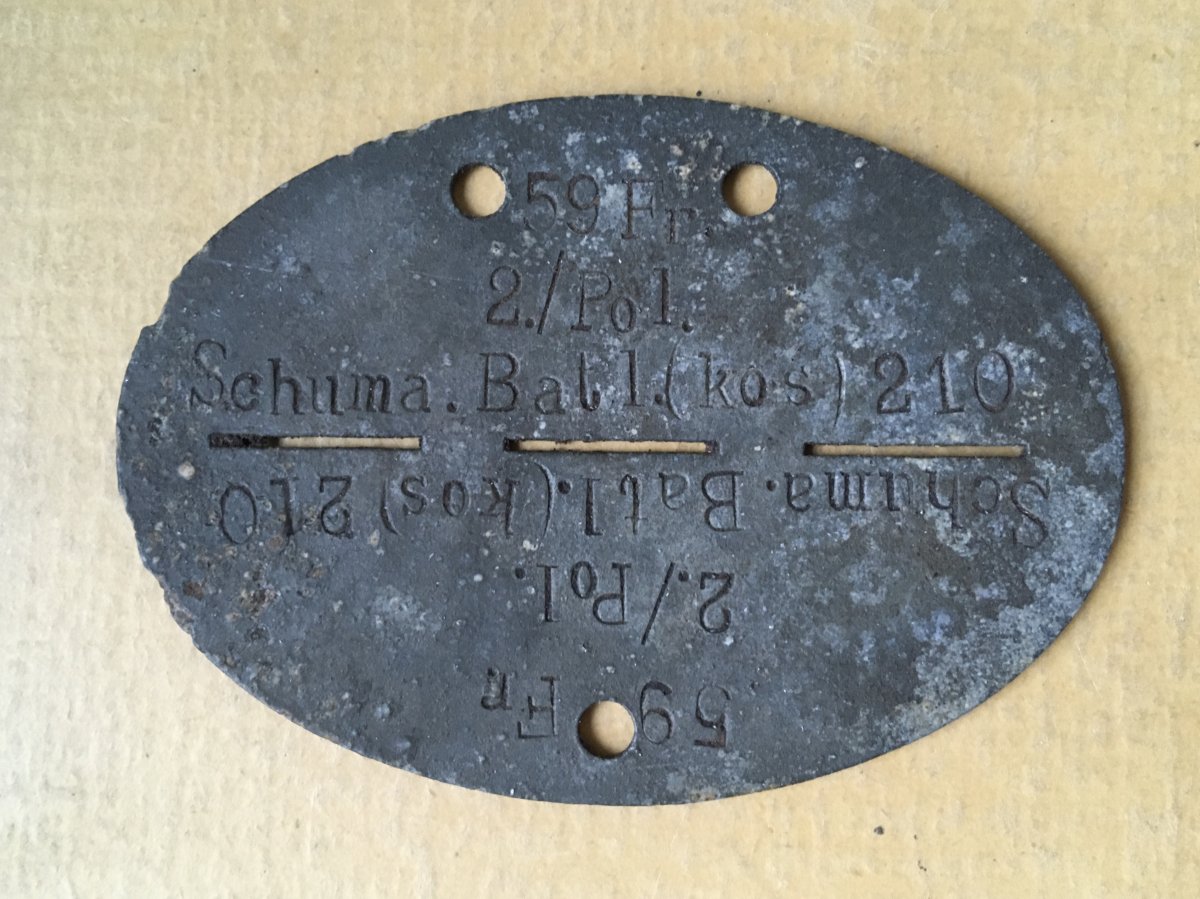 59 Fr.
2./Pol.
Schuma. Batl. (kos) 210
Schuma. Batl. (kos) 210
2./Pol.
59 Fr